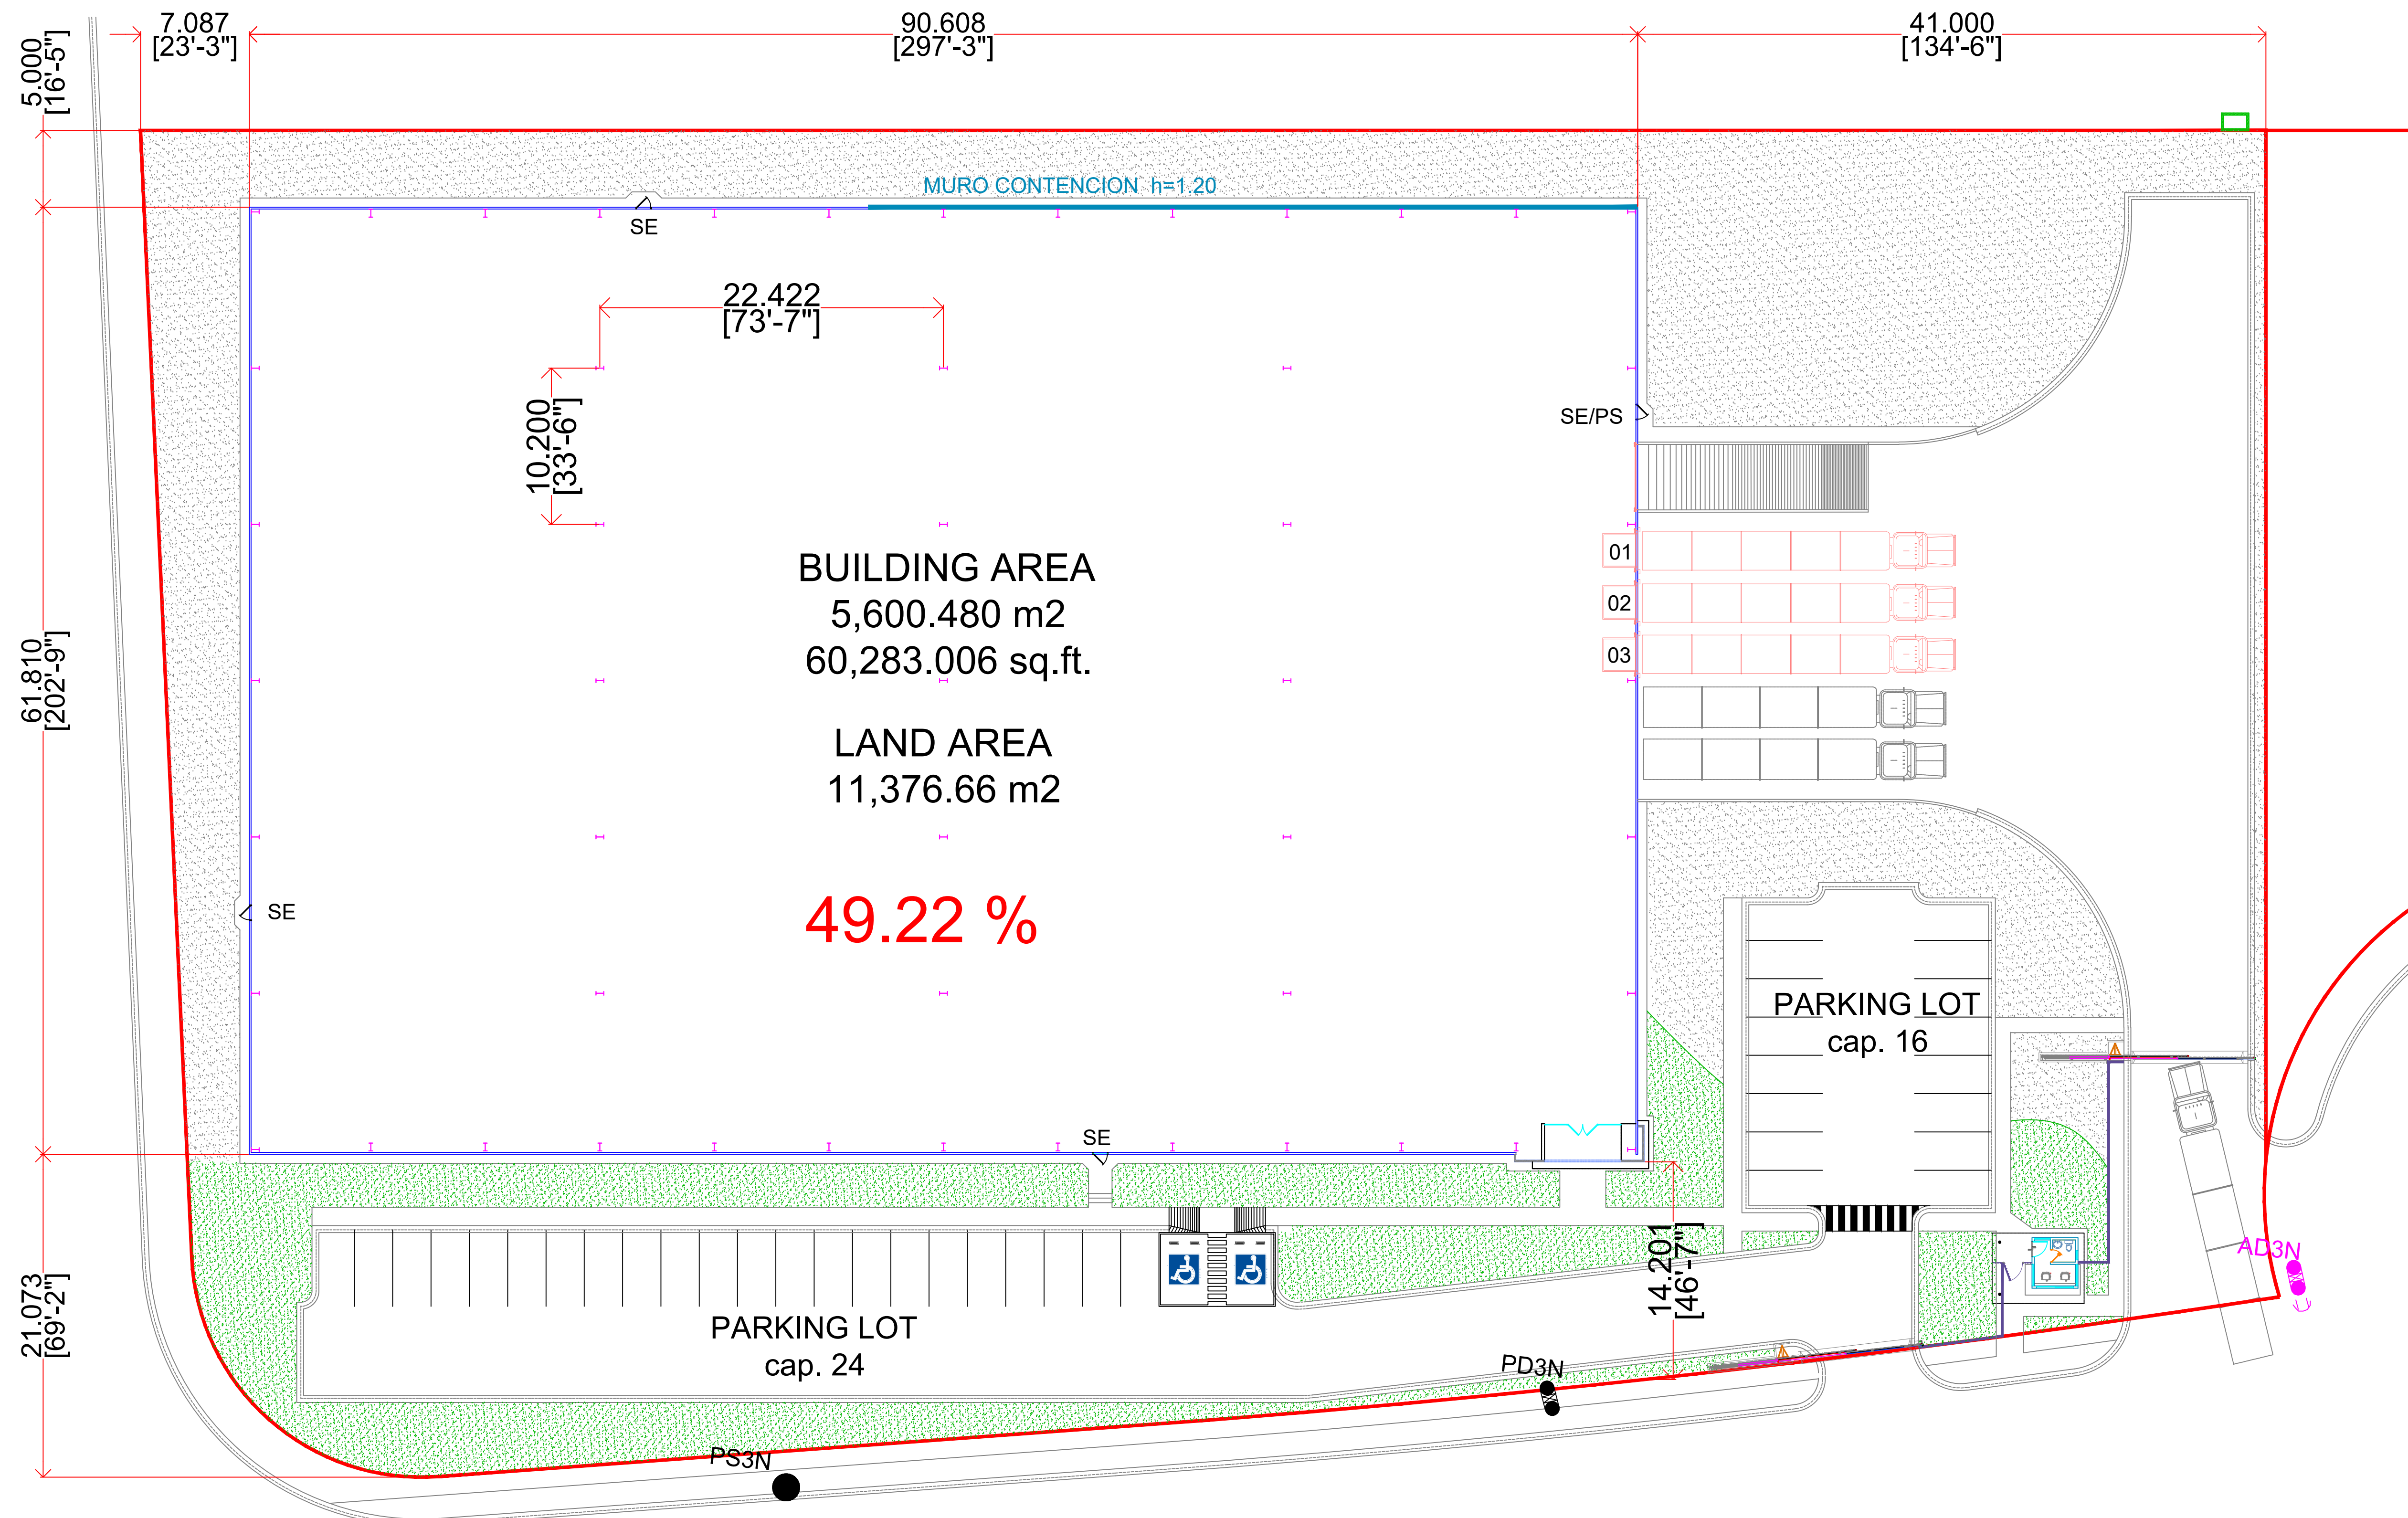 7.087
[23'-3"]
90.608
[297'-3"]
41.000
[134'-6"]
5.000
[16'-5"]
MURO CONTENCION h=1.20
SE
22.422
[73'-7"]
10.200
[33'-6"]
SE/PS
01
02
03
BUILDING AREA
5,600.480 m2
60,283.006 sq.ft.
LAND AREA
11,376.66 m2
61.810
[202'-9"]
49.22 %
SE
PARKING LOT
cap. 16
SE
14.201
[46'-7"]
AD3N
21.073
[69'-2"]
PARKING LOT
cap. 24
PD3N
PS3N